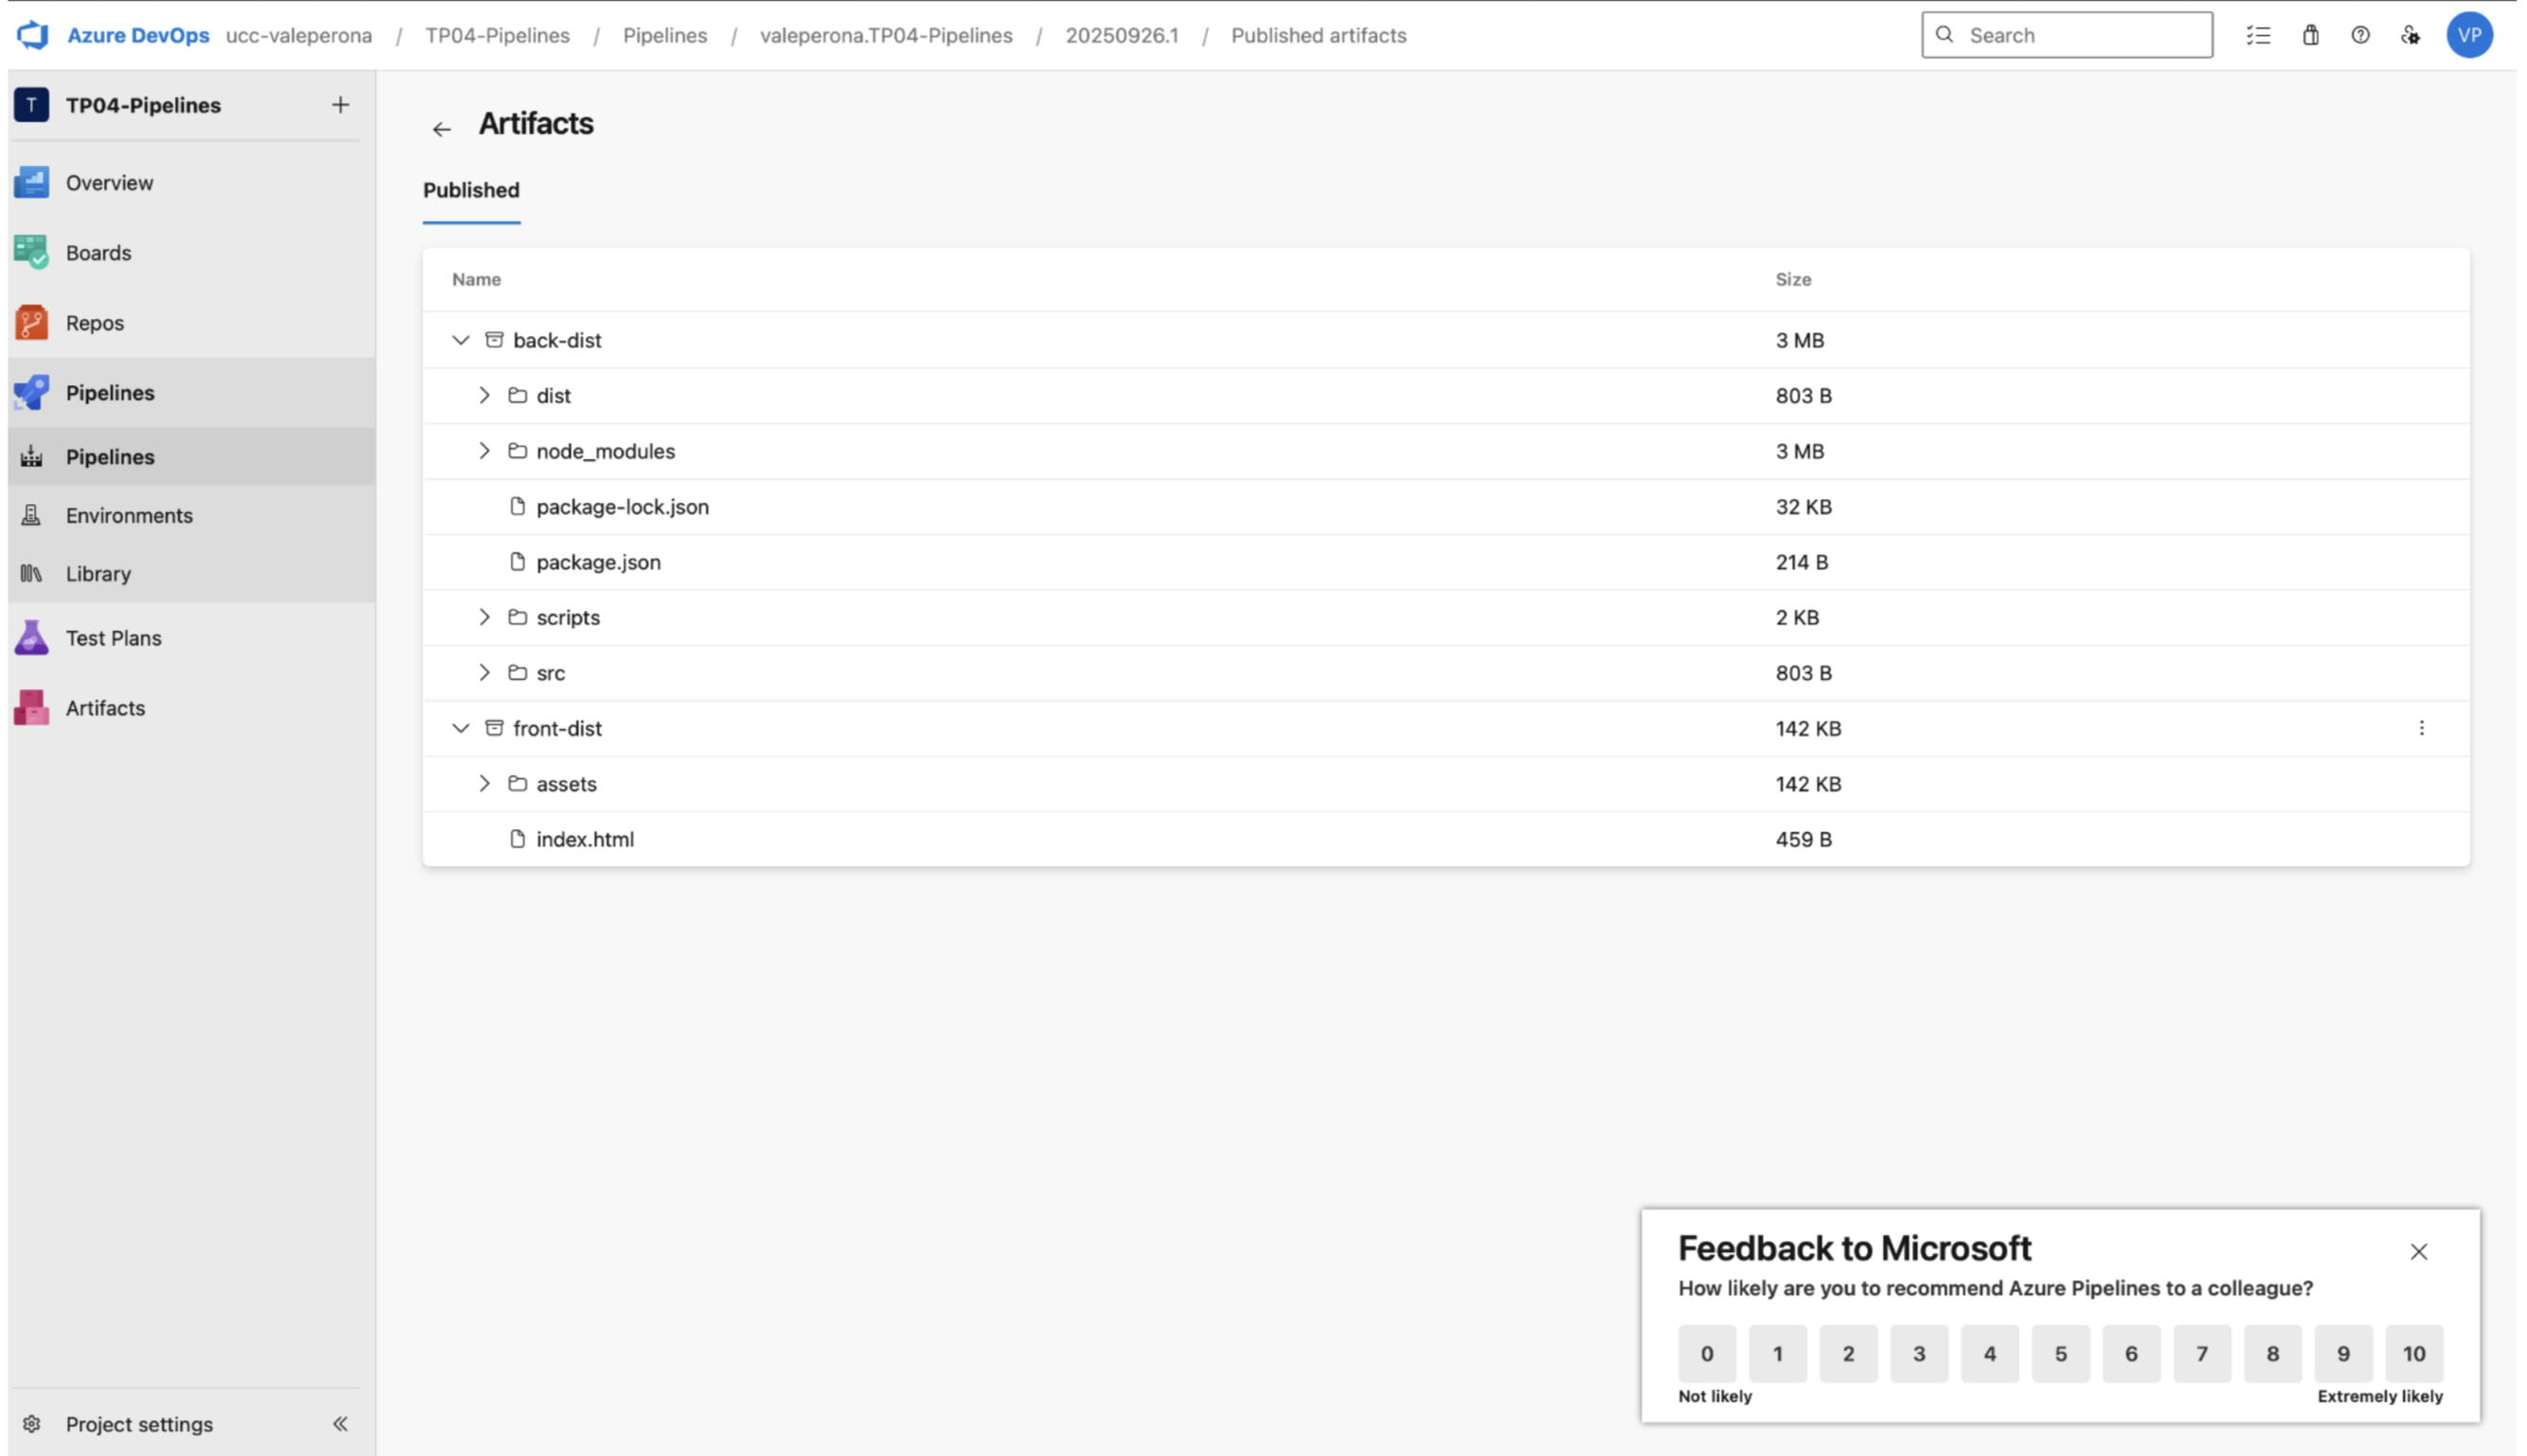 Azure DevOps ucc-valeperona / TP04-Pipelines / Pipelines / valeperona.TP04-Pipelines / 20250926.1 / Published artifacts
Search
VP
T TP04-Pipelines
Overview
Boards
Repos
Pipelines
Pipelines
Environments
Library
Test Plans
Artifacts
Project settings
Artifacts
Published
Name Size
back-dist 3 MB
dist 803 B
node_modules 3 MB
package-lock.json 32 KB
package.json 214 B
scripts 2 KB
src 803 B
front-dist 142 KB
assets 142 KB
index.html 459 B
Feedback to Microsoft
How likely are you to recommend Azure Pipelines to a colleague?
0 1 2 3 4 5 6 7 8 9 10
Not likely Extremely likely